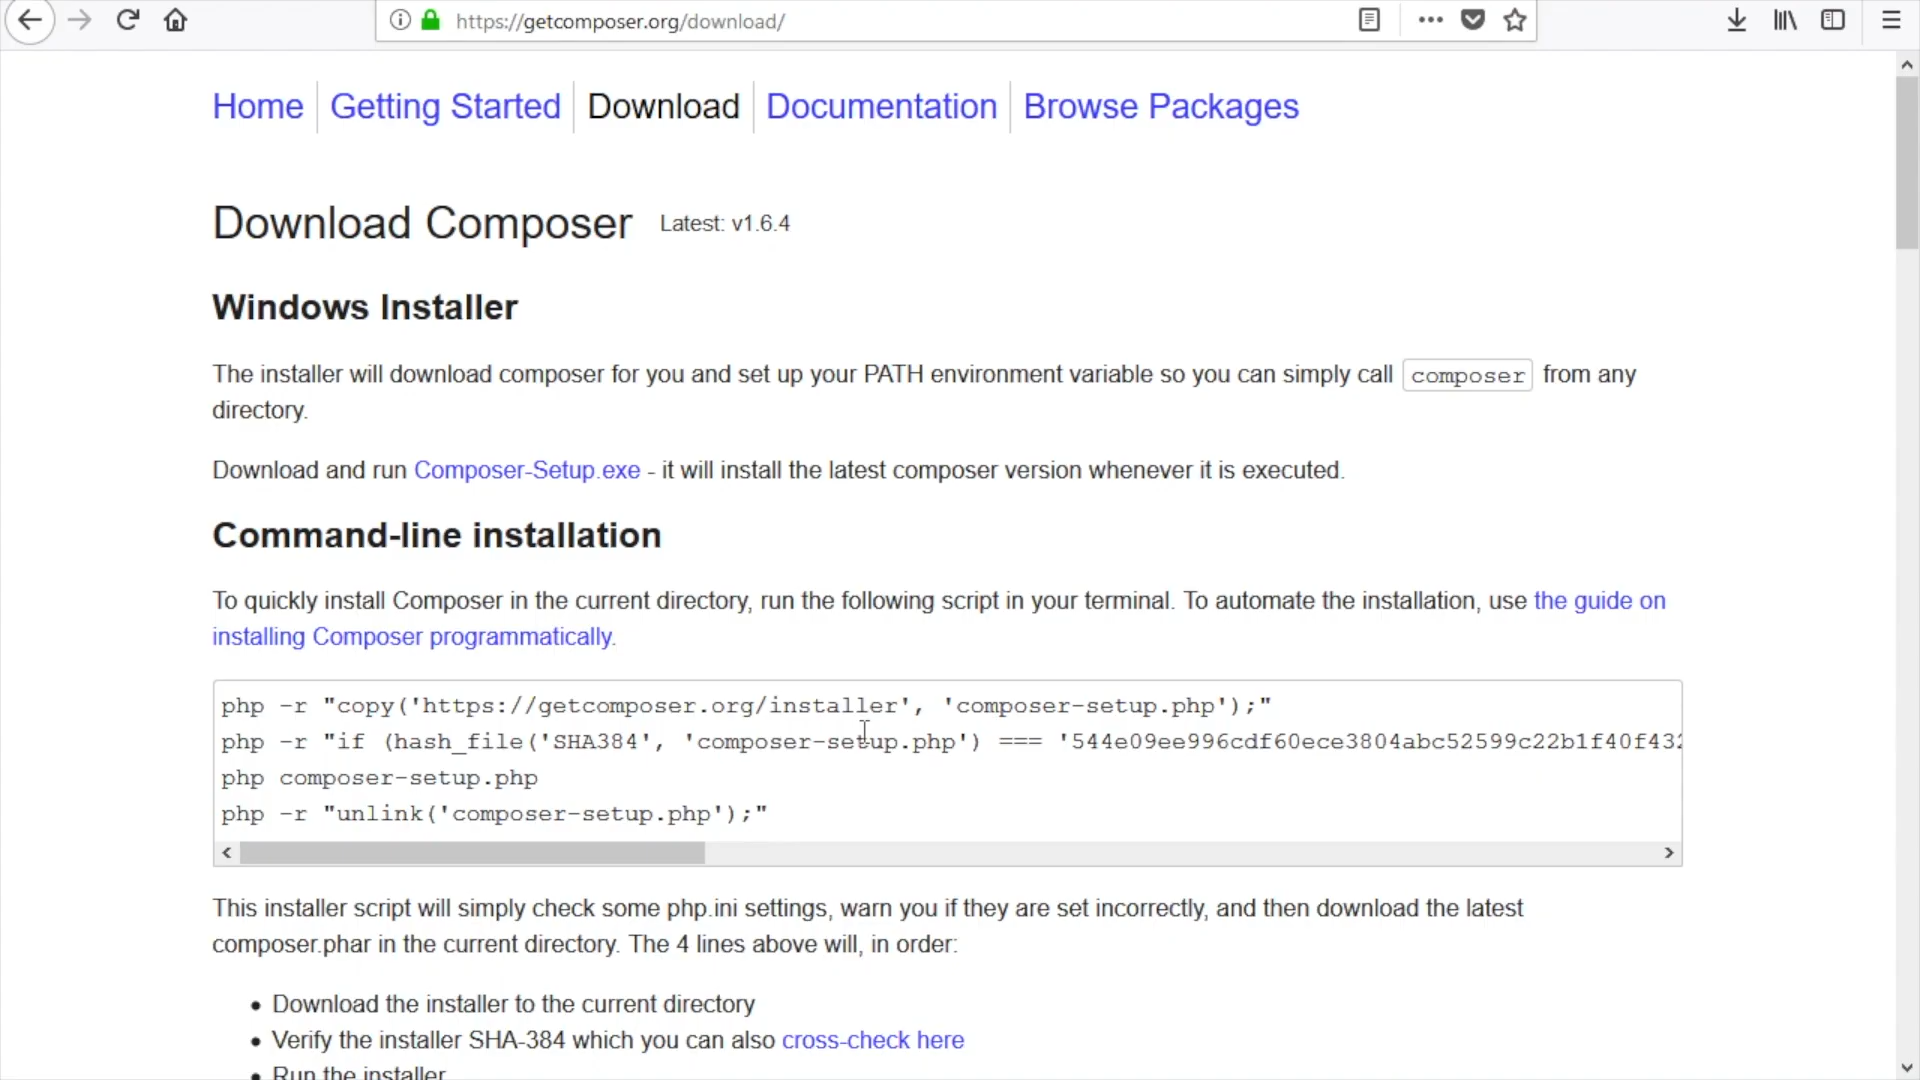 https://getcomposer.org/download/
Home Getting Started Download Documentation Browse Packages
Download Composer Latest: v1.6.4
Windows Installer
The installer will download composer for you and set up your PATH environment variable so you can simply call composer from any
directory.
Download and run Composer-Setup.exe - it will install the latest composer version whenever it is executed.
Command-line installation
To quickly install Composer in the current directory, run the following script in your terminal. To automate the installation, use the guide on
installing Composer programmatically.
php -r "copy('https://getcomposer.org/installer', 'composer-setup.php');"
php -r "if (hash_file('SHA384', 'composer-setup.php') === '544e09ee996cdf60ece3804abc52599c22b1f40f432
php composer-setup.php
php -r "unlink('composer-setup.php');"
This installer script will simply check some php.ini settings, warn you if they are set incorrectly, and then download the latest
composer.phar in the current directory. The 4 lines above will, in order:
• Download the installer to the current directory
• Verify the installer SHA-384 which you can also cross-check here
• Run the installer